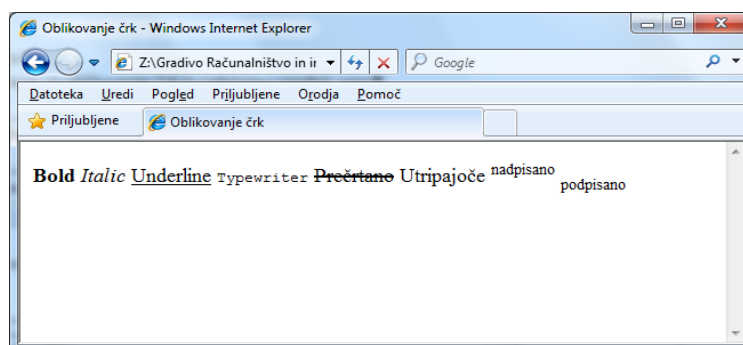 Oblikovanje črk - Windows Internet Explorer
Z:\Gradivo Računalništvo in ir Google
Datoteka Uredi Pogled Priljubljene Orodja Pomoč
Priljubljene Oblikovanje črk
Bold Italic Underline Typewriter Prečrtano Utripajoče nadpisano podpisano